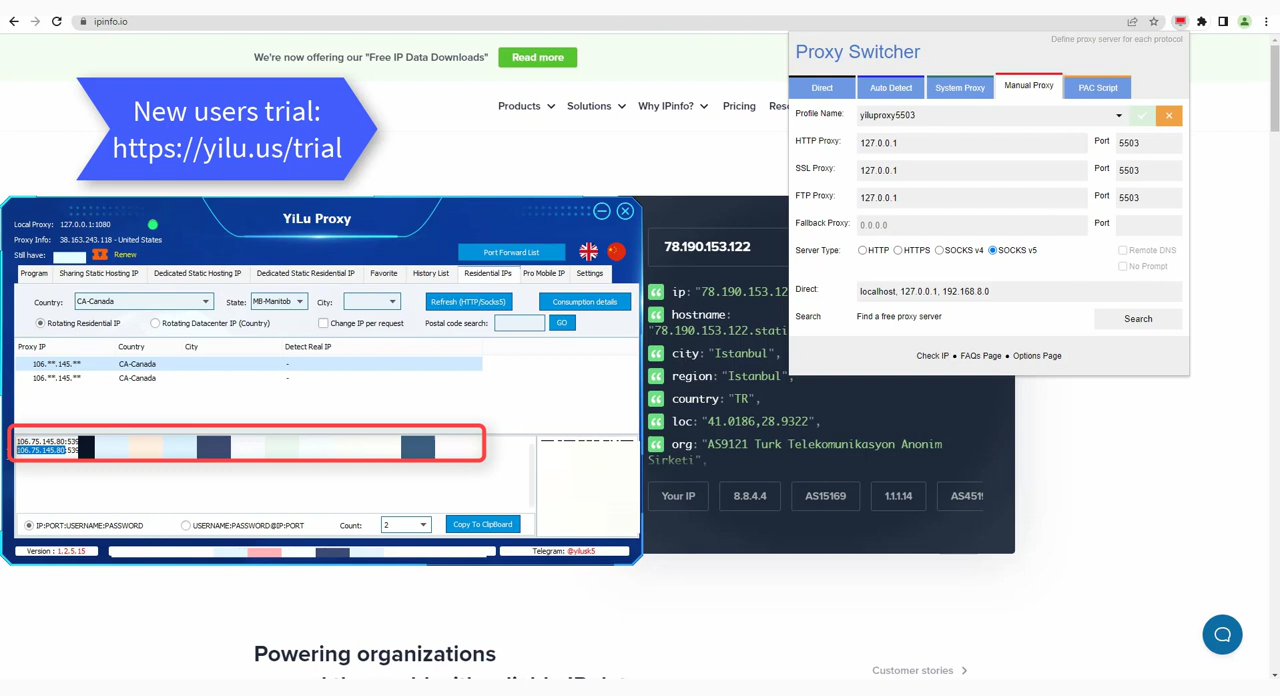 ipinfo.io
We're now offering our "Free IP Data Downloads"
Read more
New users trial:
https://yilu.us/trial
Products
Solutions
Why IPinfo?
Pricing
Define proxy server for each protocol
Proxy Switcher
Direct
Auto Detect
System Proxy
Manual Proxy
PAC Script
Profile Name:
yiluproxy5503
HTTP Proxy:
127.0.0.1
Port
5503
SSL Proxy:
127.0.0.1
Port
5503
FTP Proxy:
127.0.0.1
Port
5503
Fallback Proxy:
0.0.0.0
Port
Server Type:
HTTP
HTTPS
SOCKS v4
SOCKS v5
Remote DNS
No Prompt
Direct:
localhost, 127.0.0.1, 192.168.8.0
Search
Find a free proxy server
Search
Check IP ● FAQs Page ● Options Page
YiLu Proxy
Local Proxy: 127.0.0.1:1080
Proxy Info: 38.163.243.118 - United States
Still have:
Renew
Port Forward List
Program
Sharing Static Hosting IP
Dedicated Static Hosting IP
Dedicated Static Residential IP
Favorite
History List
Residential IPs
Pro Mobile IP
Settings
Country:
CA-Canada
State:
MB-Manitob
City:
Refresh (HTTP/Socks5)
Consumption details
Rotating Residential IP
Rotating Datacenter IP (Country)
Change IP per request
Postal code search:
GO
Proxy IP
Country
City
Detect Real IP
106.**.145.**
CA-Canada
-
106.**.145.**
CA-Canada
-
106.75.145.80:539
106.75.145.80:539
IP:PORT:USERNAME:PASSWORD
USERNAME:PASSWORD@IP:PORT
Count:
2
Copy To ClipBoard
Version : 1.2.5.15
Telegram: @yilusk5
78.190.153.122
ip: "78.190.153.12
hostname:
"78.190.153.122.stati
city: "Istanbul",
region: "Istanbul",
country: "TR",
loc: "41.0186,28.9322",
org: "AS9121 Turk Telekomunikasyon Anonim
Sirketi",
Your IP
8.8.4.4
AS15169
1.1.1.14
Powering organizations
Customer stories